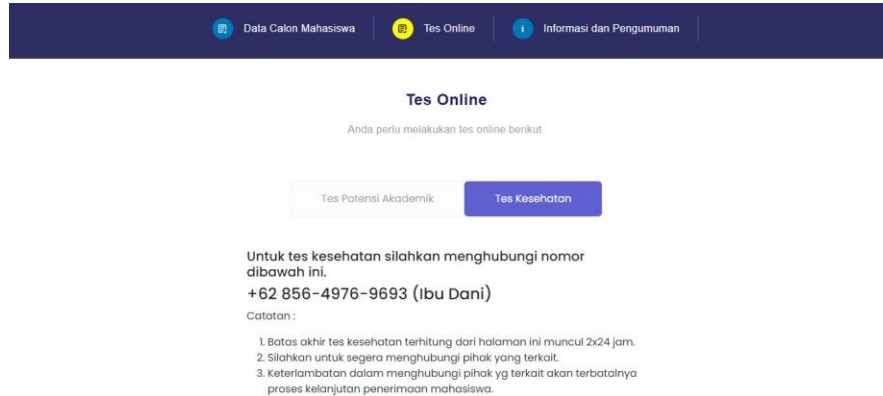 Data Calon Mahasiswa
Tes Online
i
Informasi dan Pengumuman
Tes Online
Anda perlu melakukan tes online berikut.
Tes Potensi Akademik
Tes Kesehatan
Untuk tes kesehatan silahkan menghubungi nomor
dibawah ini.
+62 856-4976-9693 (Ibu Dani)
Catatan :
1. Batas akhir tes kesehatan terhitung dari halaman ini muncul 2x24 jam.
2. Silahkan untuk segera menghubungi pihak yang terkait.
3. Keterlambatan dalam menghubungi pihak yg terkait akan terbatalnya
proses kelanjutan penerimaan mahasiswa.